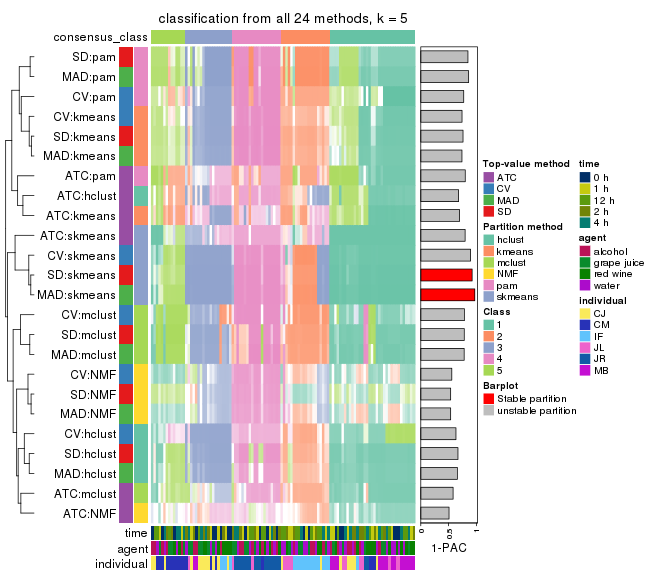 classification from all 24 methods, k = 5
consensus_class
SD:pam
MAD:pam
CV:pam
CV:kmeans
SD:kmeans
MAD:kmeans
ATC:pam
ATC:hclust
ATC:kmeans
ATC:skmeans
CV:skmeans
SD:skmeans
MAD:skmeans
CV:mclust
SD:mclust
MAD:mclust
CV:NMF
SD:NMF
MAD:NMF
CV:hclust
SD:hclust
MAD:hclust
ATC:mclust
ATC:NMF
time
agent
individual
0
0.5
1
1-PAC
Top-value method
ATC
CV
MAD
SD
Partition method
hclust
kmeans
mclust
NMF
pam
skmeans
Class
1
2
3
4
5
Barplot
Stable partition
unstable partition
time
0 h
1 h
12 h
2 h
4 h
agent
alcohol
grape juice
red wine
water
individual
CJ
CM
IF
JL
JR
MB